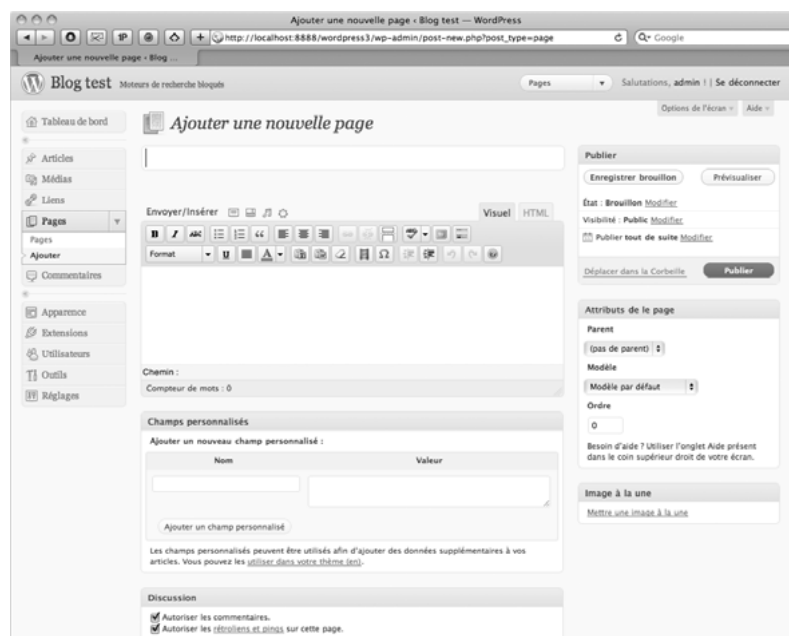 Ajouter une nouvelle page ‹ Blog test — WordPress
http://localhost:8888/wordpress3/wp-admin/post-new.php?post_type=page
Google
Ajouter une nouvelle page ‹ Blog ...
Blog test Moteurs de recherche bloqués
Pages
Salutations, admin ! | Se déconnecter
Options de l'écran
Aide
Tableau de bord
Articles
Médias
Liens
Pages
Pages
Ajouter
Commentaires
Apparence
Extensions
Utilisateurs
Outils
Réglages
Ajouter une nouvelle page
Envoyer/Insérer
Visuel
HTML
B I ABC
Format
U A Ω
Chemin :
Compteur de mots : 0
Champs personnalisés
Ajouter un nouveau champ personnalisé :
Nom
Valeur
Ajouter un champ personnalisé
Les champs personnalisés peuvent être utilisés afin d'ajouter des données supplémentaires à vos
articles. Vous pouvez les utiliser dans votre thème (en).
Discussion
Autoriser les commentaires.
Autoriser les rétroliens et pings sur cette page.
Publier
Enregistrer brouillon
Prévisualiser
État : Brouillon Modifier
Visibilité : Public Modifier
Publier tout de suite Modifier
Déplacer dans la Corbeille
Publier
Attributs de le page
Parent
(pas de parent)
Modèle
Modèle par défaut
Ordre
0
Besoin d'aide ? Utiliser l'onglet Aide présent
dans le coin supérieur droit de votre écran.
Image à la une
Mettre une image à la une